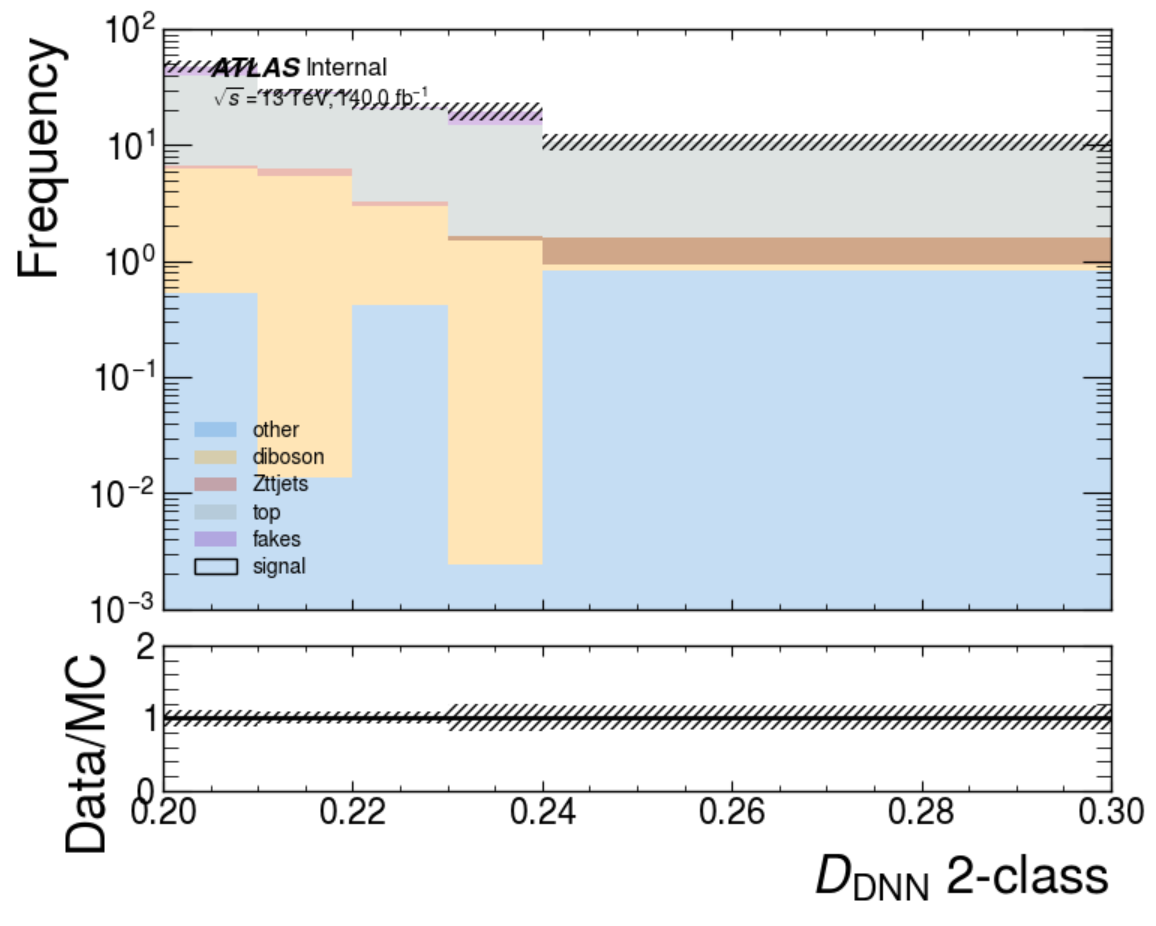 Frequency
10²
10¹
10⁰
10⁻¹
10⁻²
10⁻³
ATLAS Internal
√s = 13 TeV, 140.0 fb⁻¹
other
diboson
Zttjets
top
fakes
signal
Data/MC
2
1
0
0.20 0.22 0.24 0.26 0.28 0.30
D_DNN 2-class